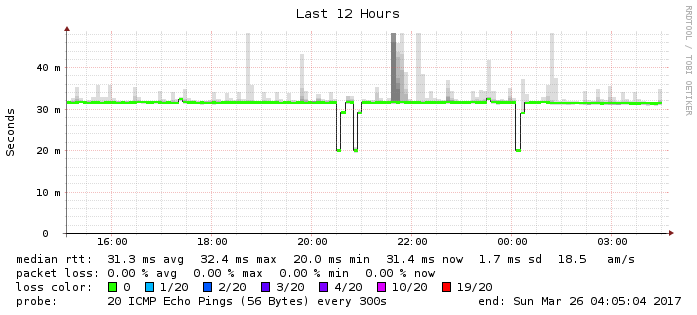 Last 12 Hours
RRDTOOL / TOBI OETIKER
Seconds
40 m
30 m
20 m
10 m
0
16:00 18:00 20:00 22:00 00:00 03:00
median rtt: 31.3 ms avg 32.4 ms max 20.0 ms min 31.4 ms now 1.7 ms sd 18.5 am/s
packet loss: 0.00 % avg 0.00 % max 0.00 % min 0.00 % now
loss color: 0 1/20 2/20 3/20 4/20 10/20 19/20
probe: 20 ICMP Echo Pings (56 Bytes) every 300s end: Sun Mar 26 04:05:04 2017